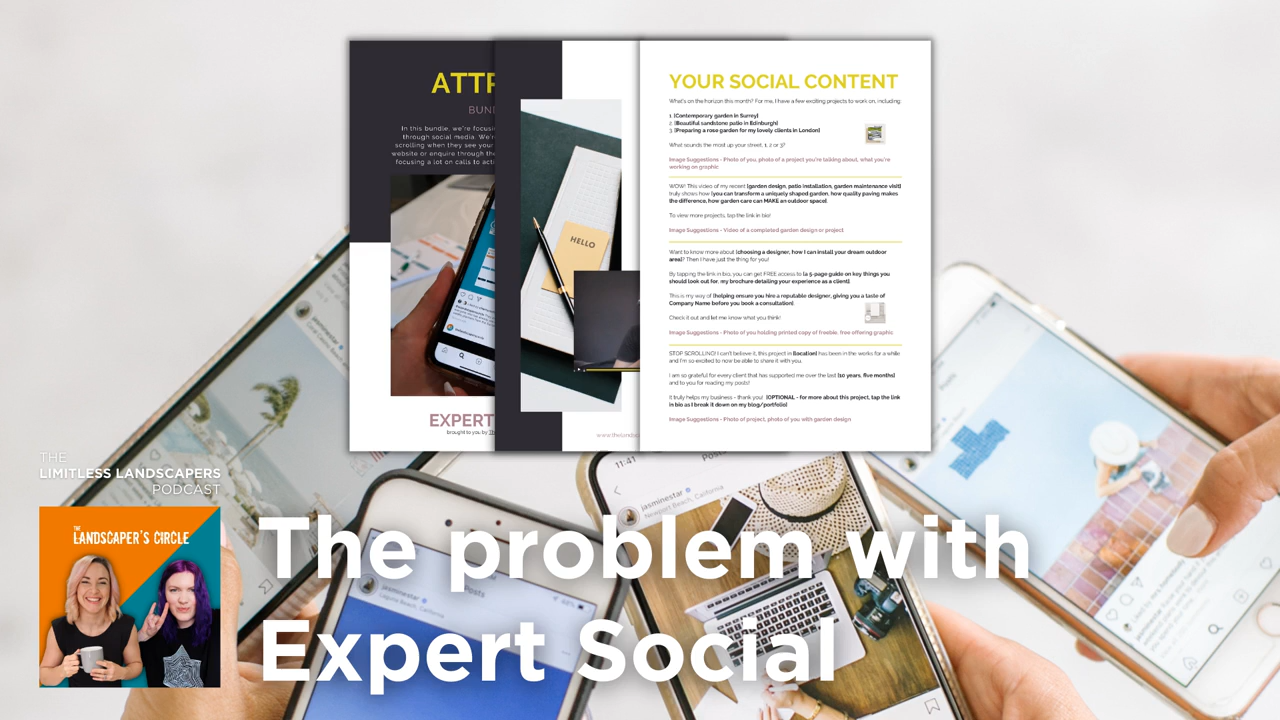 ATTR
BUND
In this bundle, we're focusi
through social media. We'r
scrolling when they see your
website or enquire through the
focusing a lot on calls to acti
EXPERT
brought to you by Th
HELLO
www.thelands
YOUR SOCIAL CONTENT
What's on the horizon this month? For me, I have a few exciting projects to work on, including:
1. [Contemporary garden in Surrey]
2. [Beautiful sandstone patio in Edinburgh]
3. [Preparing a rose garden for my lovely clients in London]
What sounds the most up your street, 1, 2 or 3?
Image Suggestions - Photo of you, photo of a project you're talking about, what you're
working on graphic
WOW! This video of my recent [garden design, patio installation, garden maintenance visit]
truly shows how [you can transform a uniquely shaped garden, how quality paving makes
the difference, how garden care can MAKE an outdoor space].
To view more projects, tap the link in bio!
Image Suggestions - Video of a completed garden design or project
Want to know more about [choosing a designer, how I can install your dream outdoor
area]? Then I have just the thing for you!
By tapping the link in bio, you can get FREE access to [a 5-page guide on key things you
should look out for, my brochure detailing your experience as a client].
This is my way of [helping ensure you hire a reputable designer, giving you a taste of
Company Name before you book a consultation].
Check it out and let me know what you think!
Image Suggestions - Photo of you holding printed copy of freebie, free offering graphic
STOP SCROLLING! I can't believe it, this project in [location] has been in the works for a while
and I'm so excited to now be able to share it with you.
I am so grateful for every client that has supported me over the last [10 years, five months]
and to you for reading my posts!
It truly helps my business - thank you! [OPTIONAL - for more about this project, tap the link
in bio as I break it down on my blog/portfolio]
Image Suggestions - Photo of project, photo of you with garden design
THE
LIMITLESS LANDSCAPERS
PODCAST
THE
LANDSCAPER'S CIRCLE
11:41
Posts
jasminestar
Newport Beach, California
jasminestar
Laguna Beach, California
Posts
The problem with
Expert Social